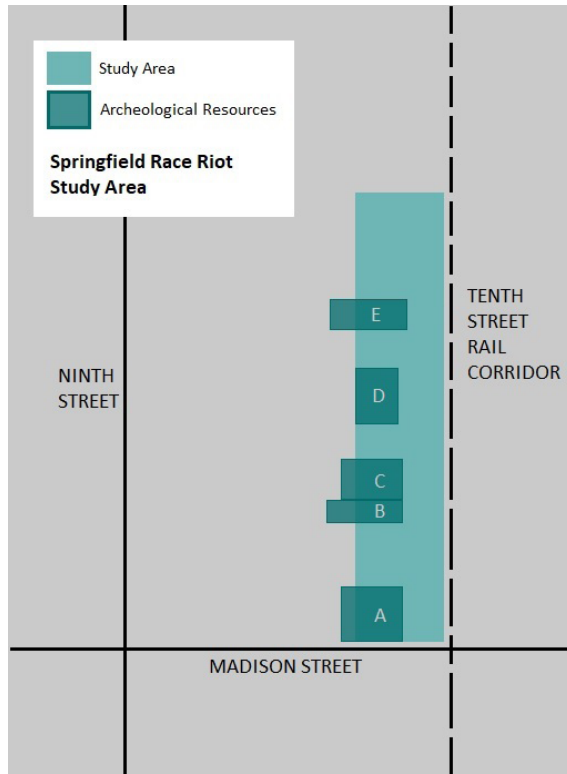 Study Area
Archeological Resources
Springfield Race Riot
Study Area
E
TENTH
STREET
RAIL
CORRIDOR
NINTH
STREET
D
C
B
A
MADISON STREET